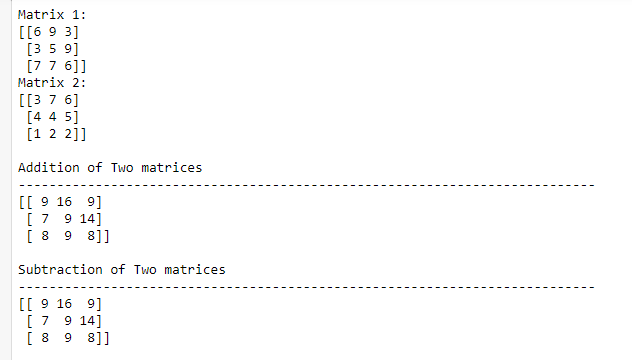 Matrix 1:
[[6 9 3]
 [3 5 9]
 [7 7 6]]
Matrix 2:
[[3 7 6]
 [4 4 5]
 [1 2 2]]
Addition of Two matrices
---------------------------------------------------------------------------
[[ 9 16  9]
 [ 7  9 14]
 [ 8  9  8]]
Subtraction of Two matrices
---------------------------------------------------------------------------
[[ 9 16  9]
 [ 7  9 14]
 [ 8  9  8]]